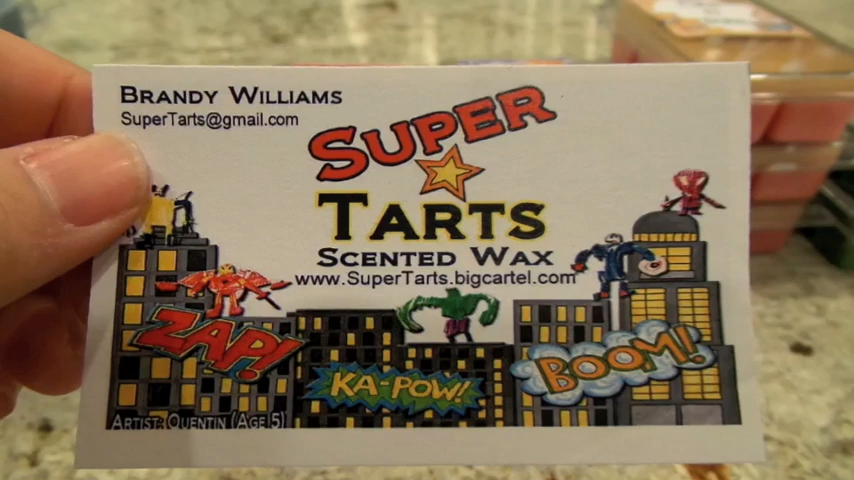 BRANDY WILLIAMS
SuperTarts@gmail.com
SUPER
TARTS
SCENTED WAX
www.SuperTarts.bigcartel.com
ZAP!
KA-POW!
BOOM!
ARTIST: QUENTIN (AGE 5)